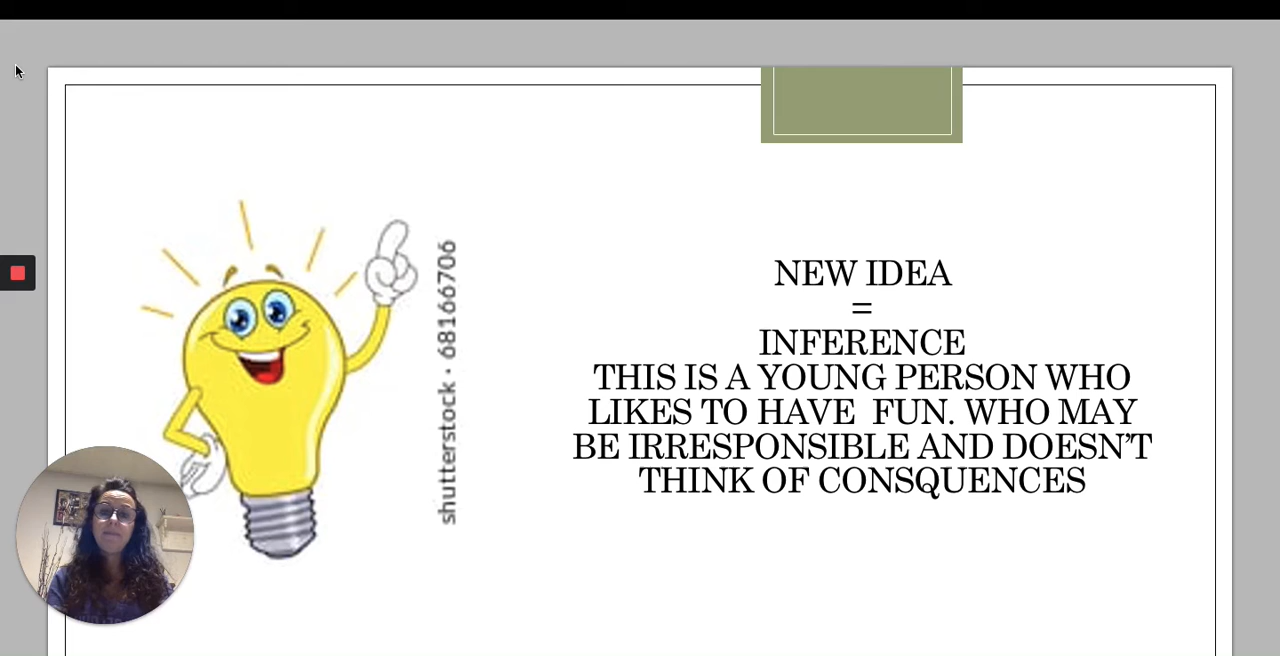 NEW IDEA
=
INFERENCE
THIS IS A YOUNG PERSON WHO
LIKES TO HAVE FUN. WHO MAY
BE IRRESPONSIBLE AND DOESN'T
THINK OF CONSQUENCES
shutterstock • 68166706